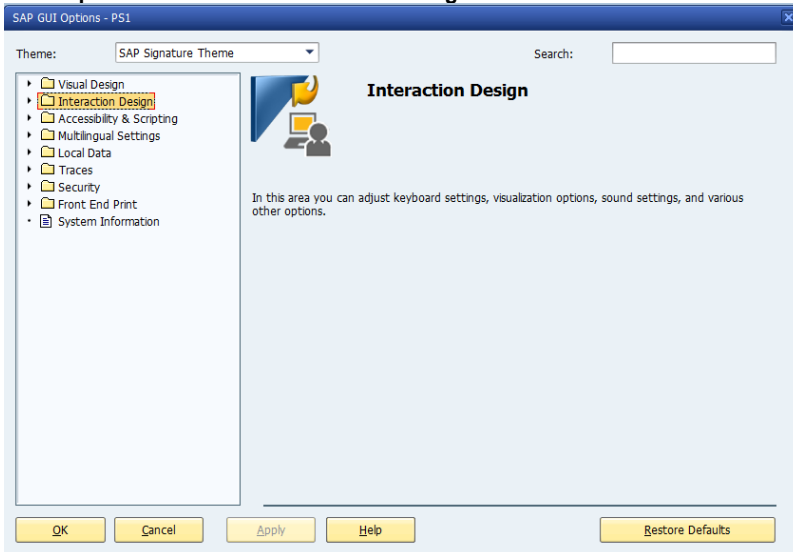 SAP GUI Options - PS1
Theme: SAP Signature Theme Search:
Visual Design
Interaction Design
Accessibility & Scripting
Multilingual Settings
Local Data
Traces
Security
Front End Print
System Information
Interaction Design
In this area you can adjust keyboard settings, visualization options, sound settings, and various
other options.
OK Cancel Apply Help Restore Defaults